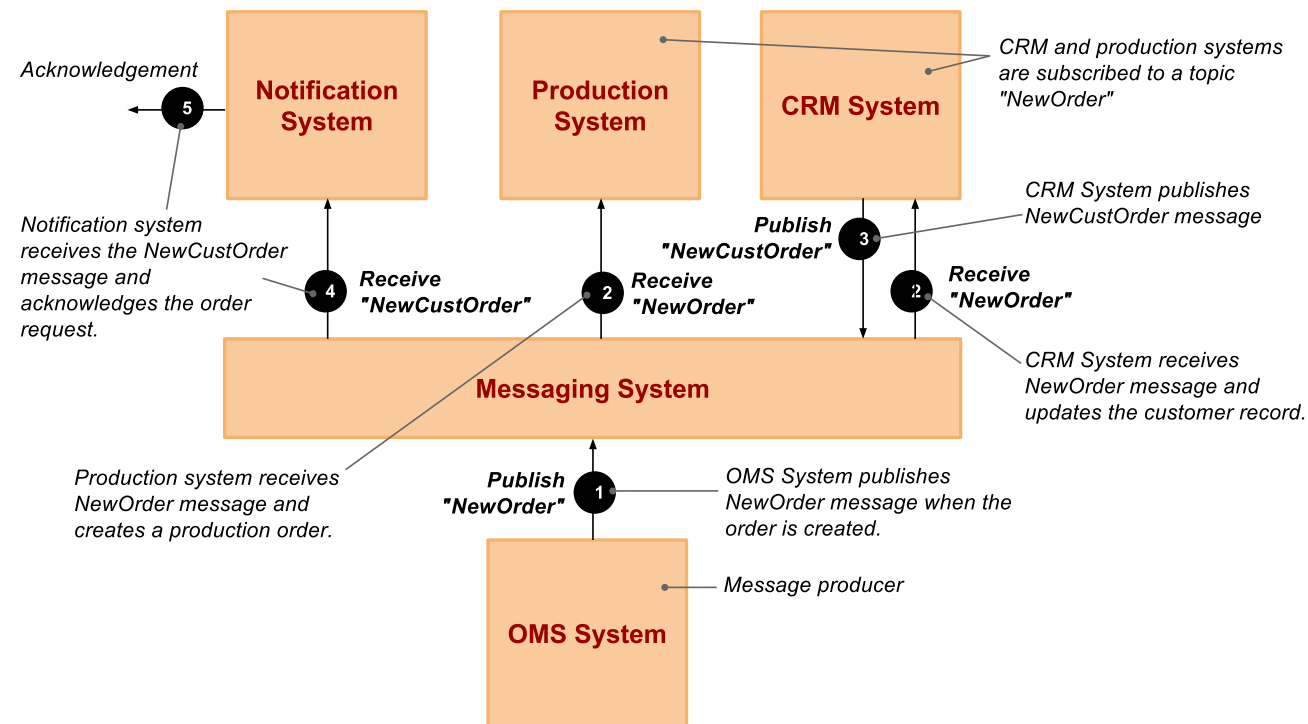 Acknowledgement
5
Notification
System
Production
System
CRM System
CRM and production systems
are subscribed to a topic
"NewOrder"
Notification system
receives the NewCustOrder
message and
acknowledges the order
request.
4
Receive
"NewCustOrder"
2
Receive
"NewOrder"
Publish
"NewCustOrder"
3
CRM System publishes
NewCustOrder message
2
Receive
"NewOrder"
CRM System receives
NewOrder message and
updates the customer record.
Messaging System
Production system receives
NewOrder message and
creates a production order.
Publish
"NewOrder"
1
OMS System publishes
NewOrder message when the
order is created.
Message producer
OMS System